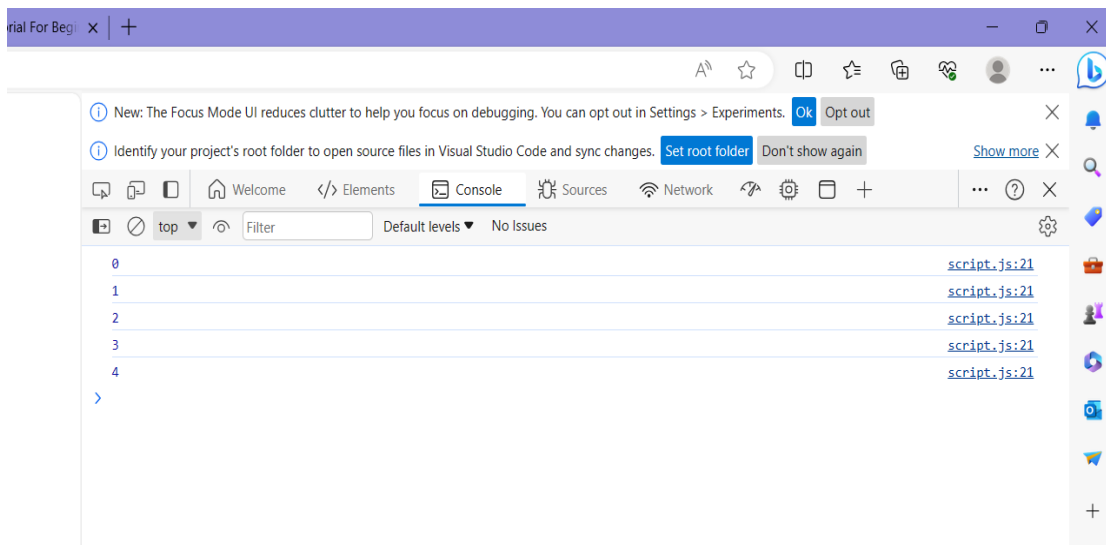 rial For Begi
New: The Focus Mode UI reduces clutter to help you focus on debugging. You can opt out in Settings > Experiments. Ok Opt out
Identify your project's root folder to open source files in Visual Studio Code and sync changes. Set root folder Don't show again Show more
Welcome </> Elements Console Sources Network
top Filter Default levels No Issues
0 script.js:21
1 script.js:21
2 script.js:21
3 script.js:21
4 script.js:21